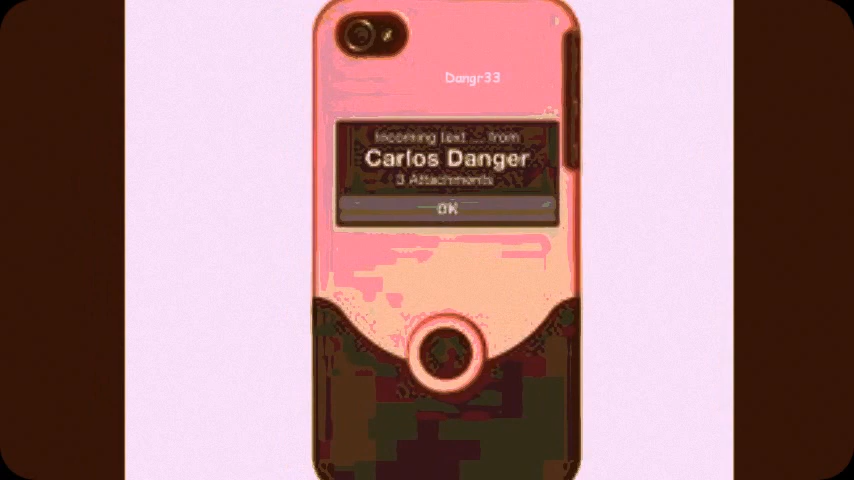 Dangr33
Incoming text ... from
Carlos Danger
3 Attachments
OK